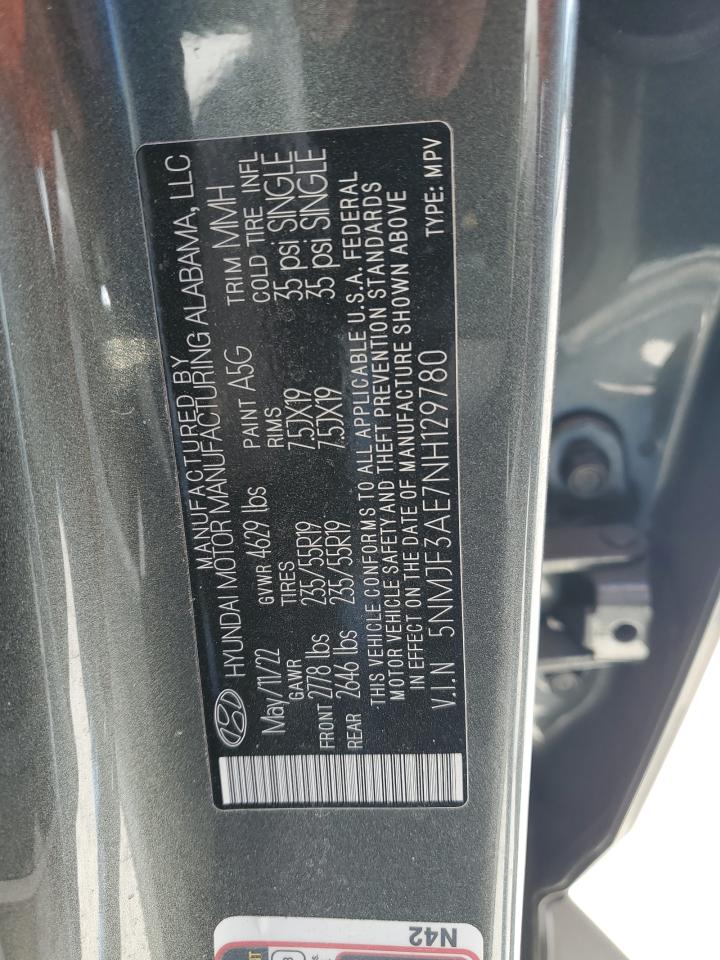 MANUFACTURED BY
HYUNDAI MOTOR MANUFACTURING ALABAMA, LLC
May/11/22 GVWR 4629 lbs PAINT A5G TRIM MMH
GAWR TIRES RIMS COLD TIRE INFL
FRONT 2778 lbs 235/55R19 7.5JX19 35 psi SINGLE
REAR 2646 lbs 235/55R19 7.5JX19 35 psi SINGLE
THIS VEHICLE CONFORMS TO ALL APPLICABLE U.S.A. FEDERAL
MOTOR VEHICLE SAFETY AND THEFT PREVENTION STANDARDS
IN EFFECT ON THE DATE OF MANUFACTURE SHOWN ABOVE
V.I.N 5NMJF3AE7NH129780 TYPE: MPV
N42